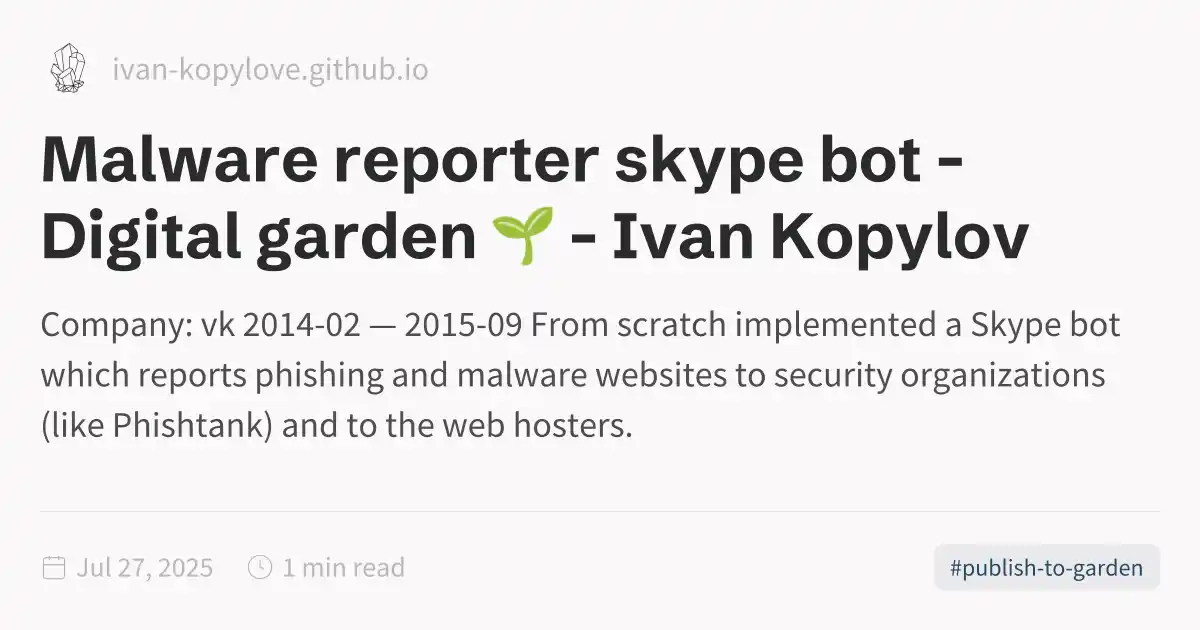 ivan-kopylove.github.io
Malware reporter skype bot -
Digital garden 🌱 - Ivan Kopylov
Company: vk 2014-02 — 2015-09 From scratch implemented a Skype bot
which reports phishing and malware websites to security organizations
(like Phishtank) and to the web hosters.
Jul 27, 2025 1 min read #publish-to-garden